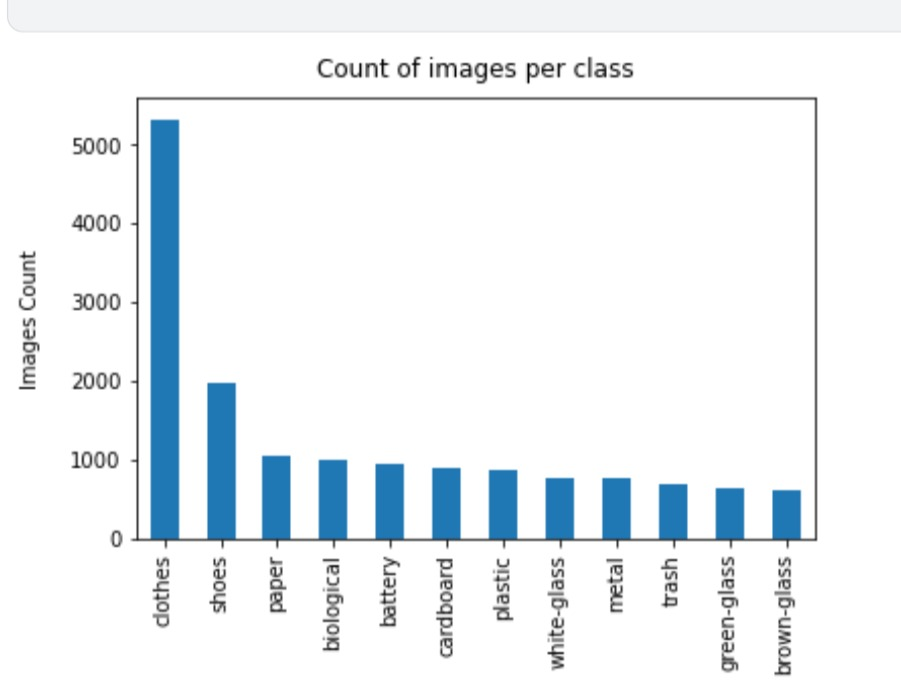 Count of images per class
Images Count
5000
4000
3000
2000
1000
0
clothes
shoes
paper
biological
battery
cardboard
plastic
white-glass
metal
trash
green-glass
brown-glass